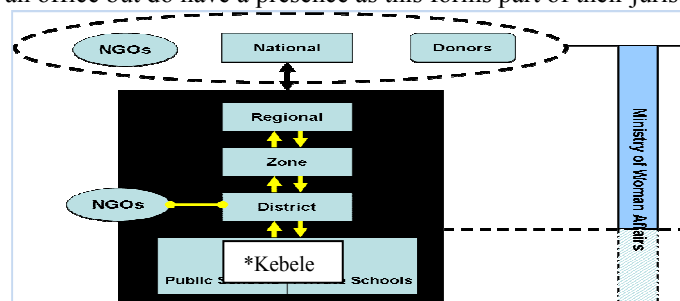 an office but do have a presence as this forms part of their juris
NGOs
National
Donors
Regional
Zone
NGOs
District
*Kebele
Public
Schools
Ministry of Woman Affairs